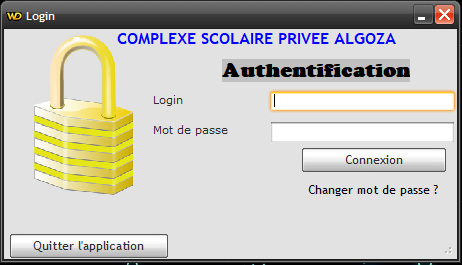 WD Login
COMPLEXE SCOLAIRE PRIVEE ALGOZA
Authentification
Login
Mot de passe
Connexion
Changer mot de passe ?
Quitter l'application